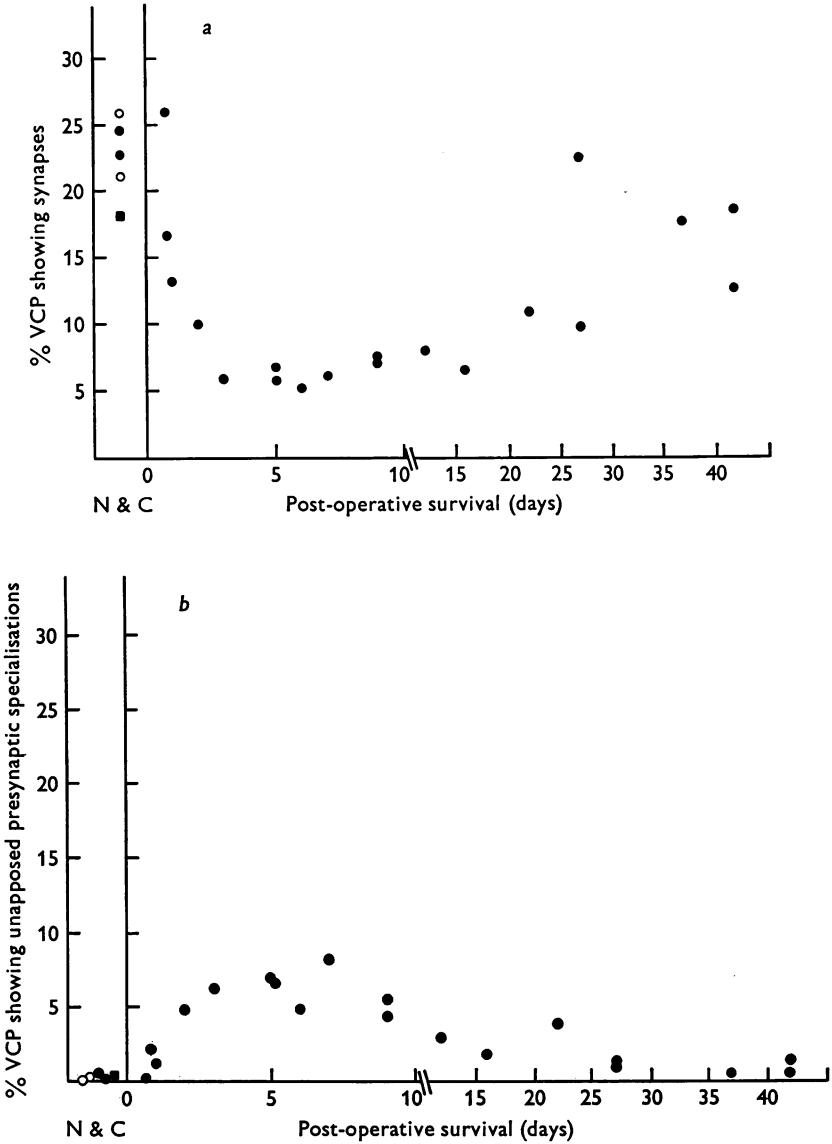 a
30
25
20
15
10
5
% VCP showing synapses
0 5 10 15 20 25 30 35 40
N & C Post-operative survival (days)
b
30
25
20
15
10
5
% VCP showing unapposed presynaptic specialisations
0 5 10 15 20 25 30 35 40
N & C Post-operative survival (days)